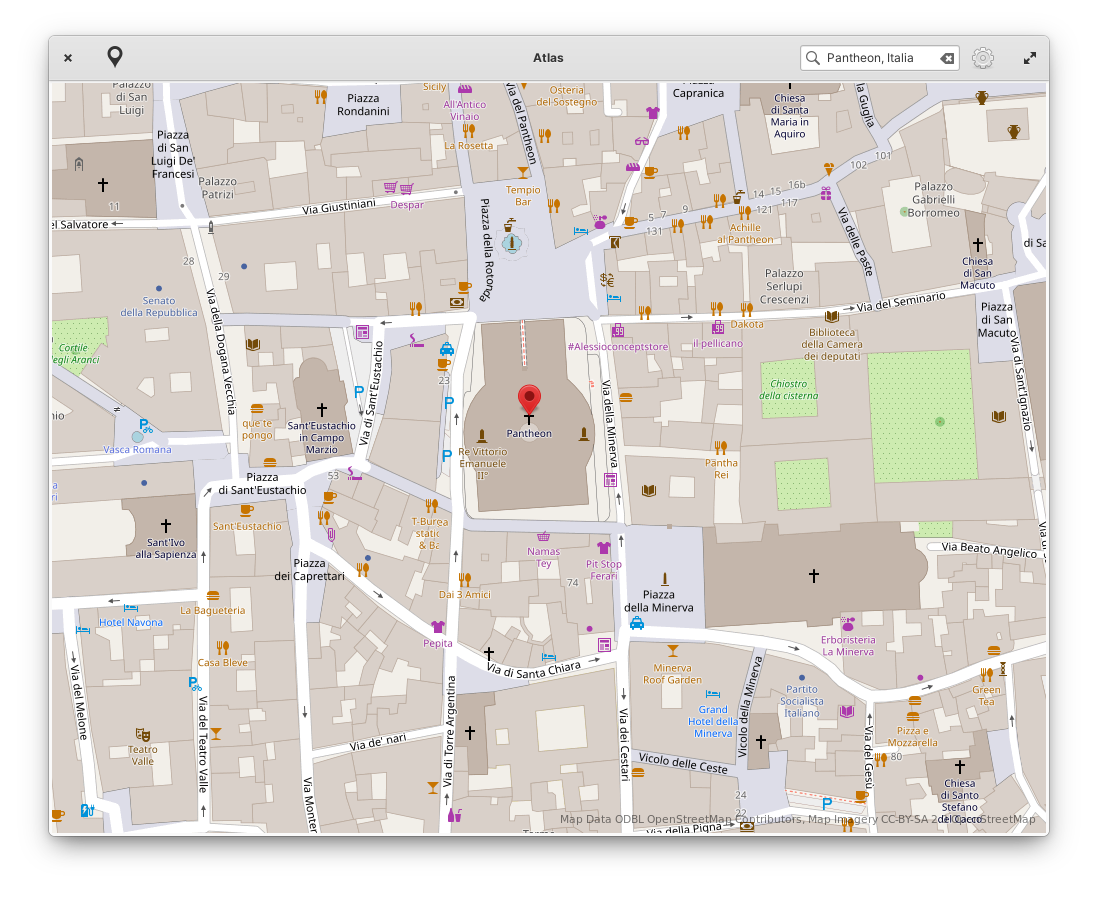 Atlas
Pantheon, Italia
Palazzo
di San
Luigi
Piazza
Rondanini
Sicily
All'Antico
Vinaio
La Rosetta
Via del Pantheon
Osteria
del Sostegno
Piazza
Capranica
Chiesa
di Santa
Maria in
Aquiro
la Guglia
Piazza
di San
Luigi De'
Francesi
Palazzo
Patrizi
11
el Salvatore
Via Giustiniani
Despar
Tempio
Bar
Piazza della Rotonda
5
7
9
131
14
15
16b
121
117
102
101
Achille
al Pantheon
Palazzo
Gabrielli
Borromeo
Via delle Paste
Chiesa
di San
Macuto
di Sa
28
29
Senato
della Repubblica
Via della Dogana Vecchia
Palazzo
Serlupi
Crescenzi
Via del Seminario
Piazza
di San
Macuto
Dakota
il pellicano
#Alessioconceptstore
Biblioteca
della Camera
dei deputati
Via di Sant'Ignazio
Cortile
degli Aranci
Chiostro
della cisterna
23
Via di Sant'Eustachio
Via della Minerva
que te
pongo
Sant'Eustachio
in Campo
Marzio
Pantheon
Re Vittorio
Emanuele
II°
Vasca Romana
Pantha
Rei
53
Piazza
di Sant'Eustachio
Sant'Eustachio
Sant'Ivo
alla Sapienza
Namas
Tey
Pit Stop
Ferari
Via Beato Angelico
Piazza
dei Caprettari
74
Dai 3 Amici
Piazza
della Minerva
La Bagueteria
Hotel Navona
Pepita
Erboristeria
La Minerva
Casa Bleve
Via di Santa Chiara
Minerva
Roof Garden
Partito
Socialista
Italiano
Green
Tea
Via del Melone
Via del Teatro Valle
Via di Torre Argentina
Via dei Cestari
Grand
Hotel della
Minerva
Vicolo della Minerva
Via del Gesù
Pizza e
Mozzarella
80
Teatro
Valle
Via de' nari
Vicolo delle Ceste
Via Monter
24
22
Chiesa
di Santo
Stefano
del Cacco
Via della Pigna
Map Data ODBL OpenStreetMap Contributors, Map Imagery CC-BY-SA 2.0 OpenStreetMap